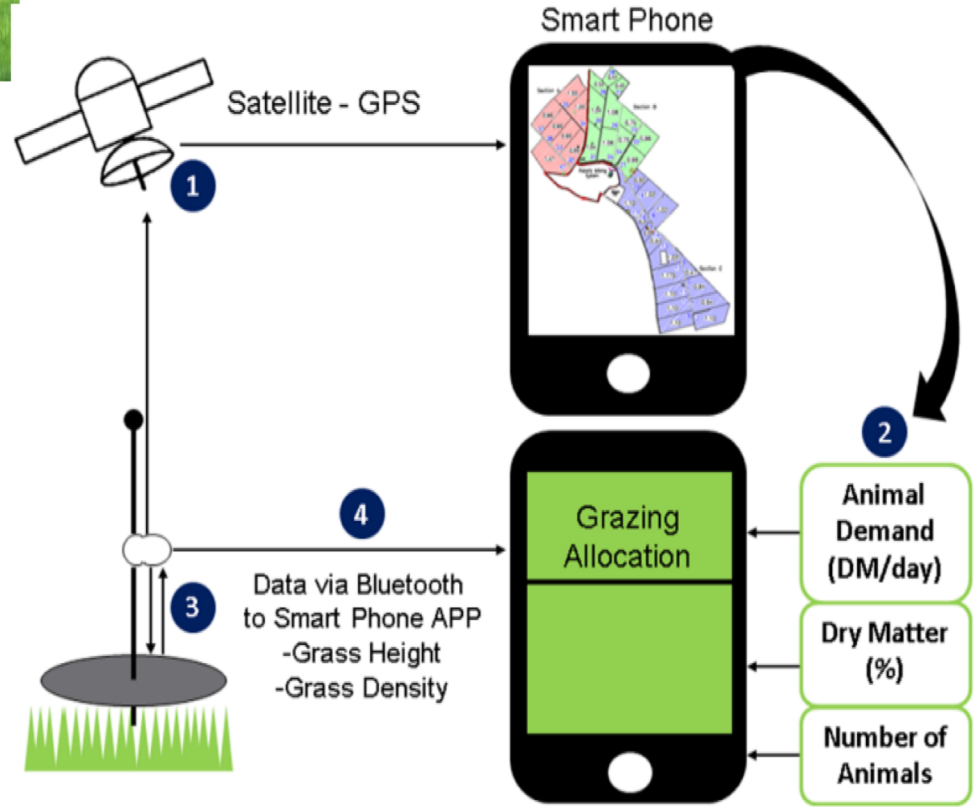 Smart Phone
Satellite - GPS
1
Section B
2
Animal
Demand
(DM/day)
Grazing
Allocation
4
Data via Bluetooth
to Smart Phone APP
-Grass Height
-Grass Density
3
Dry Matter
(%)
Number of
Animals